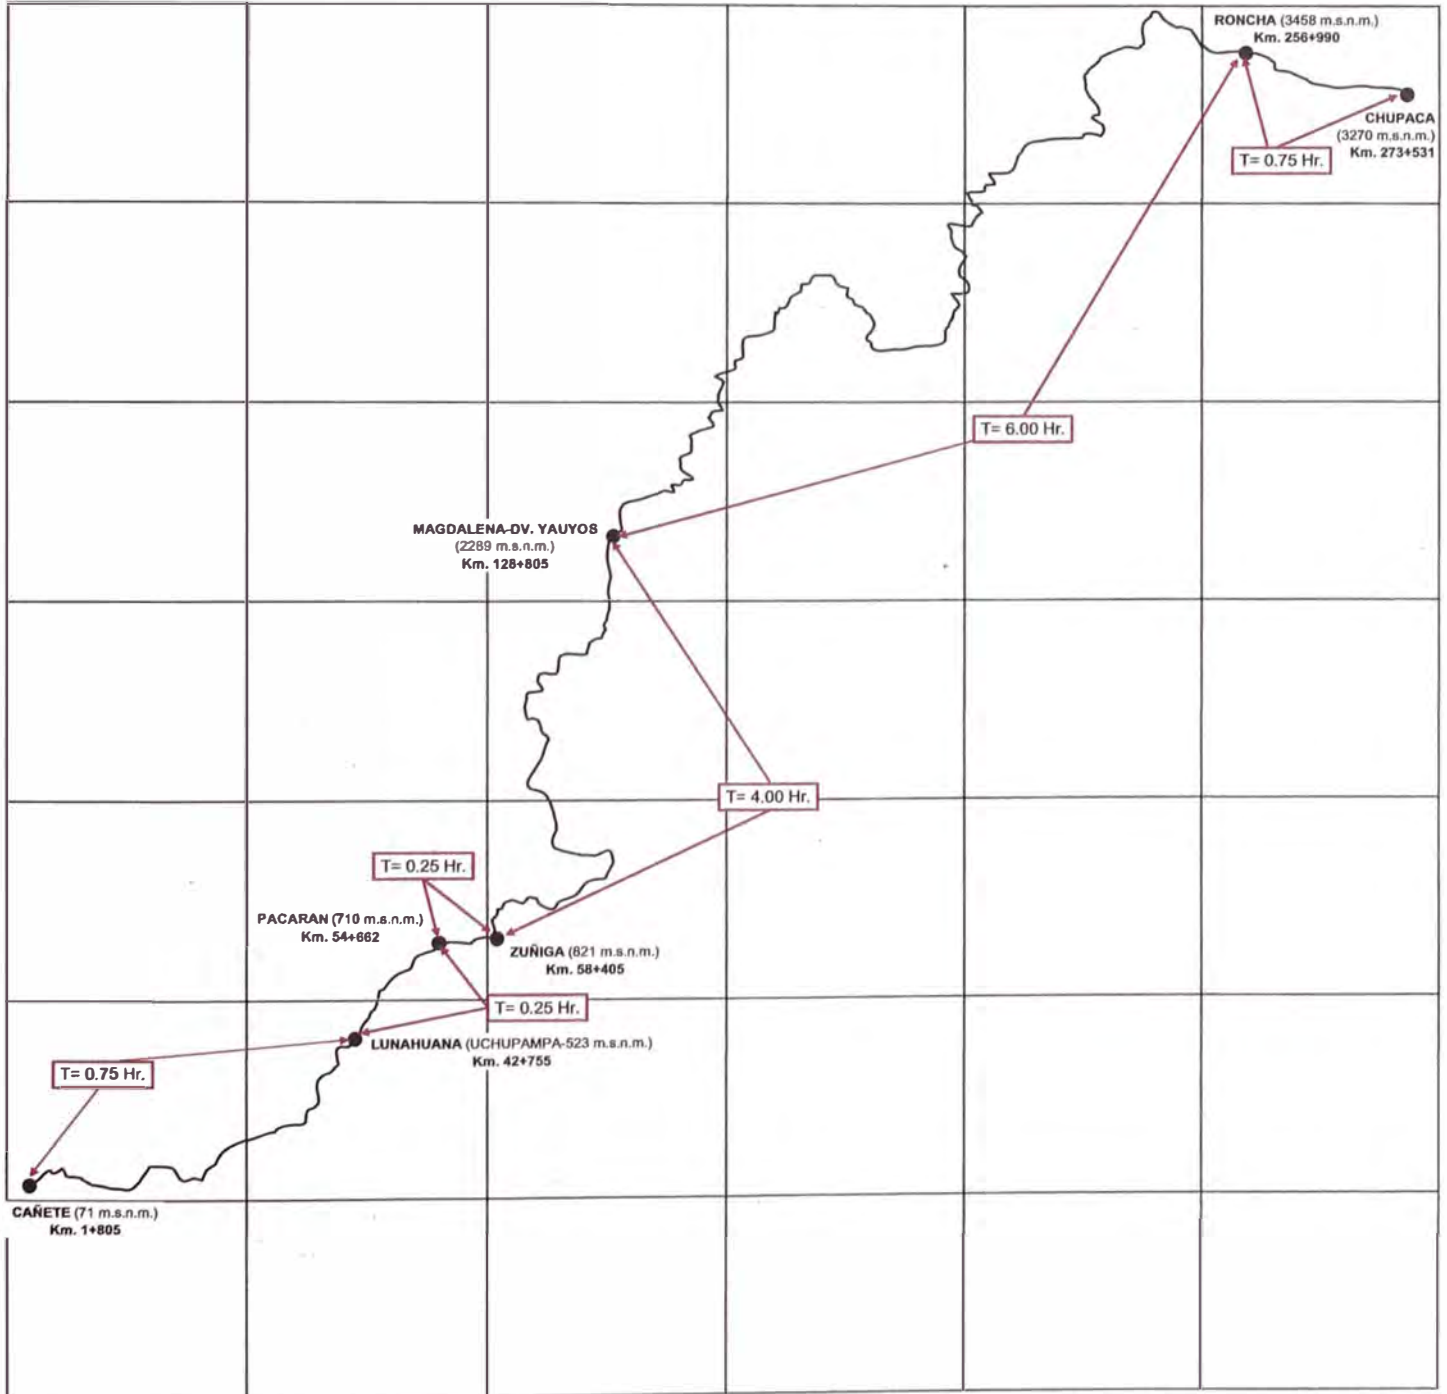 RONCHA (3458 m.s.n.m.)
Km. 256+990
CHUPACA
(3270 m.s.n.m.)
Km. 273+531
T= 0.75 Hr.
T= 6.00 Hr.
MAGDALENA-DV. YAUYOS
(2289 m.s.n.m.)
Km. 128+805
T= 4.00 Hr.
T= 0.25 Hr.
PACARAN (710 m.s.n.m.)
Km. 54+662
ZUÑIGA (821 m.s.n.m.)
Km. 58+405
T= 0.25 Hr.
LUNAHUANA (UCHUPAMPA-523 m.s.n.m.)
Km. 42+755
T= 0.75 Hr.
CAÑETE (71 m.s.n.m.)
Km. 1+805